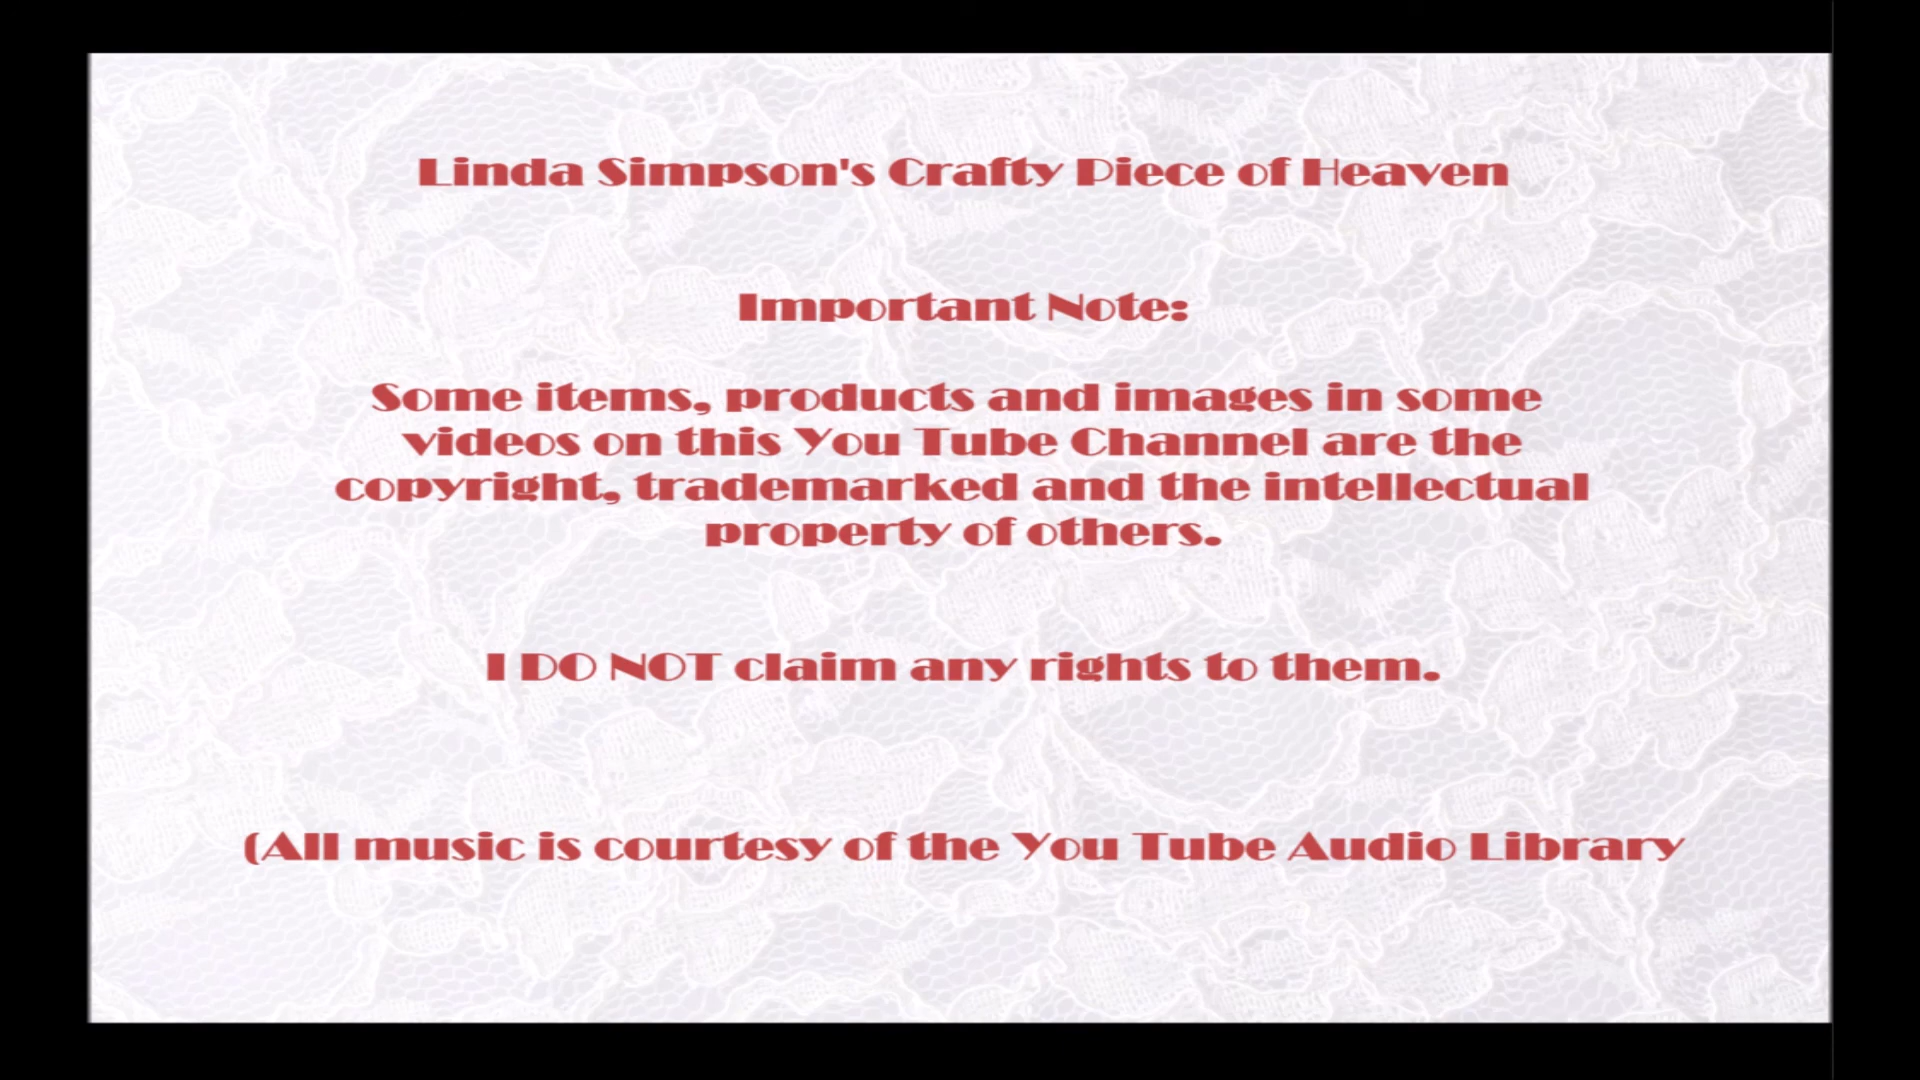 Linda Simpson's Crafty Piece of Heaven
Important Note:
Some items, products and images in some
videos on this You Tube Channel are the
copyright, trademarked and the intellectual
property of others.
I DO NOT claim any rights to them.
(All music is courtesy of the You Tube Audio Library